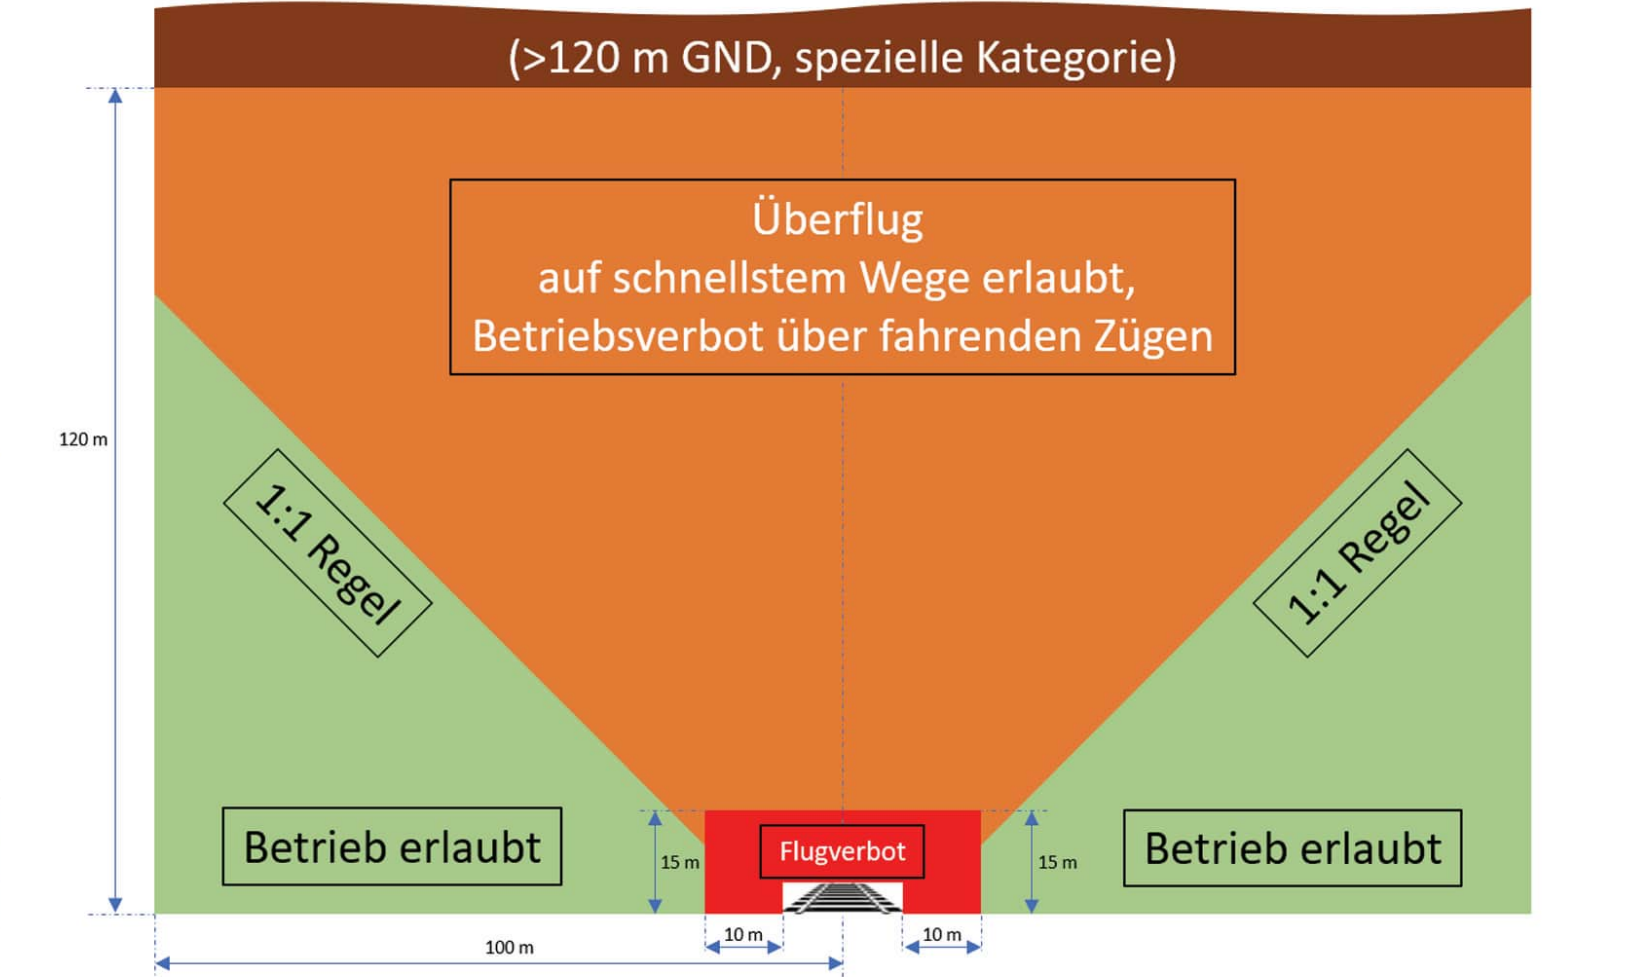 (>120 m GND, spezielle Kategorie)
Überflug
auf schnellstem Wege erlaubt,
Betriebsverbot über fahrenden Zügen
120 m
1:1 Regel
1:1 Regel
Betrieb erlaubt
15 m
Flugverbot
15 m
Betrieb erlaubt
10 m
10 m
100 m